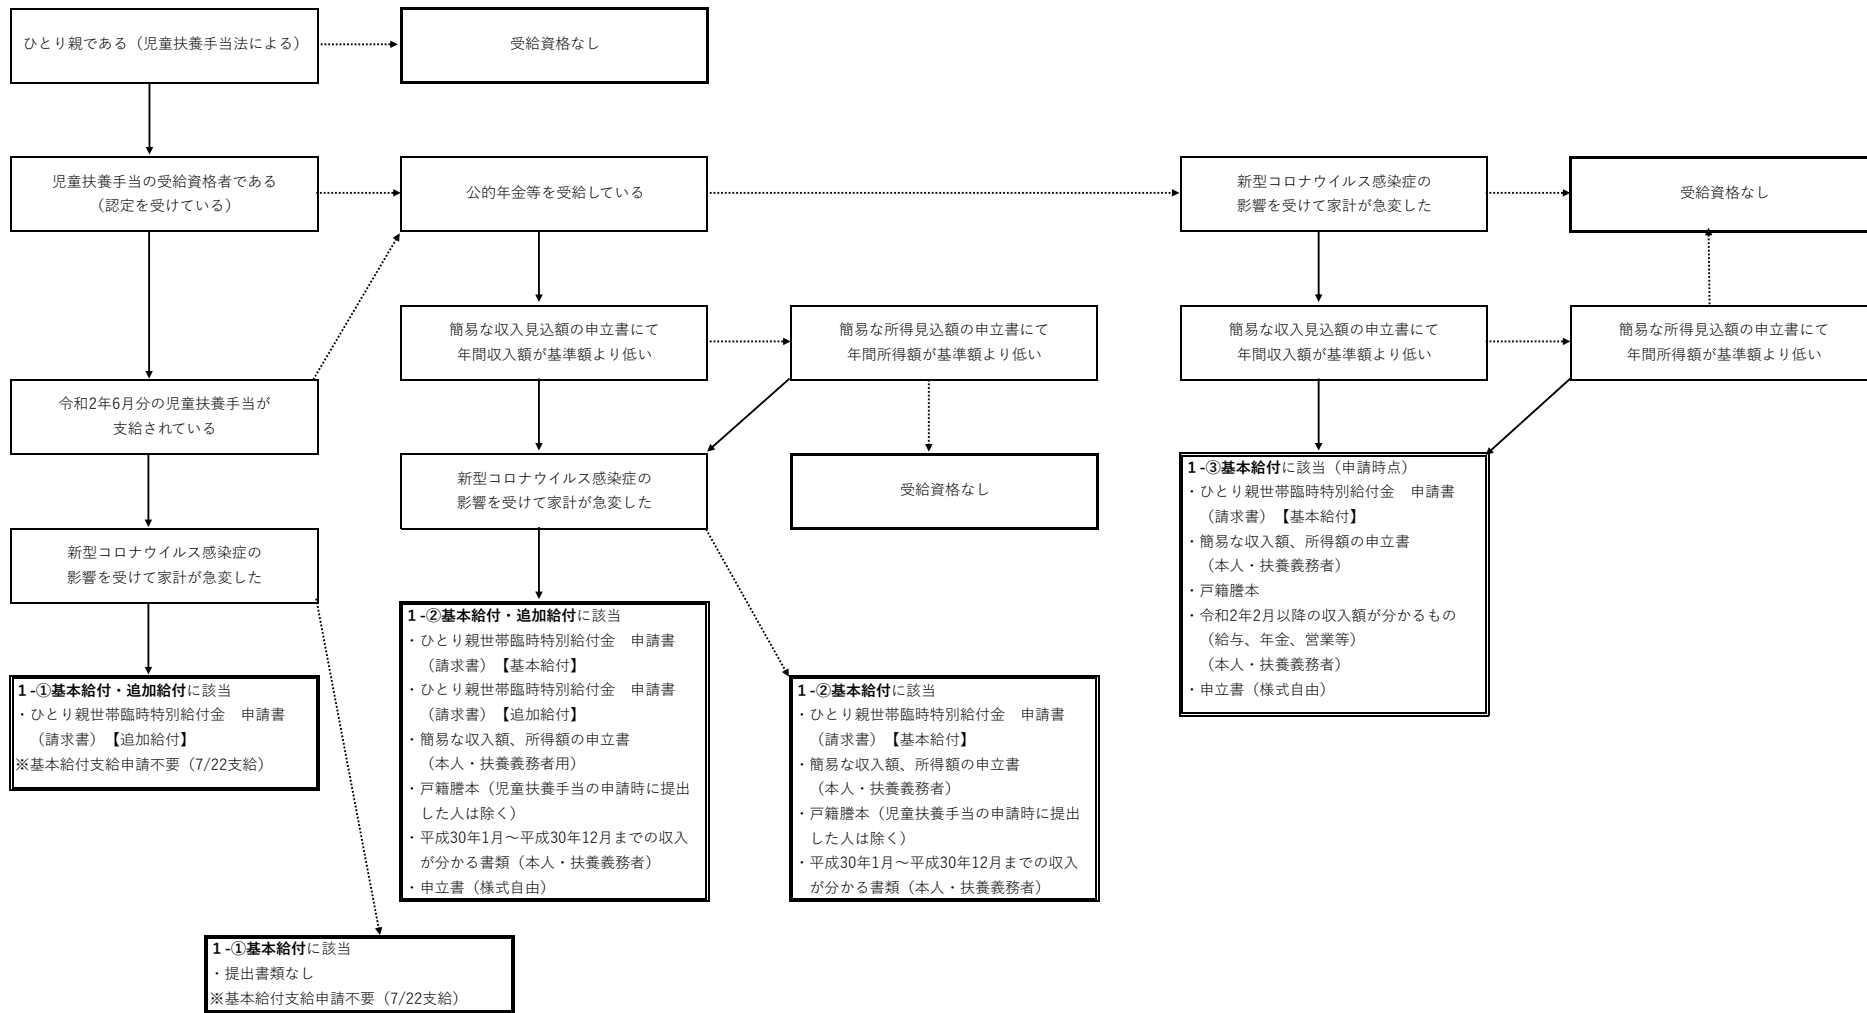 ひとり親である（児童扶養手当法による）
受給資格なし
児童扶養手当の受給資格者である
（認定を受けている）
公的年金等を受給している
新型コロナウイルス感染症の
影響を受けて家計が急変した
受給資格なし
簡易な収入見込額の申立書にて
年間収入額が基準額より低い
簡易な所得見込額の申立書にて
年間所得額が基準額より低い
簡易な収入見込額の申立書にて
年間収入額が基準額より低い
簡易な所得見込額の申立書にて
年間所得額が基準額より低い
令和2年6月分の児童扶養手当が
支給されている
新型コロナウイルス感染症の
影響を受けて家計が急変した
受給資格なし
1-③基本給付に該当（申請時点）
・ひとり親世帯臨時特別給付金　申請書
（請求書）【基本給付】
・簡易な収入額、所得額の申立書
（本人・扶養義務者）
・戸籍謄本
・令和2年2月以降の収入額が分かるもの
（給与、年金、営業等）
（本人・扶養義務者）
・申立書（様式自由）
新型コロナウイルス感染症の
影響を受けて家計が急変した
1-②基本給付・追加給付に該当
・ひとり親世帯臨時特別給付金　申請書
（請求書）【基本給付】
・ひとり親世帯臨時特別給付金　申請書
（請求書）【追加給付】
・簡易な収入額、所得額の申立書
（本人・扶養義務者用）
・戸籍謄本（児童扶養手当の申請時に提出
した人は除く）
・平成30年1月～平成30年12月までの収入
が分かる書類（本人・扶養義務者）
・申立書（様式自由）
1-①基本給付・追加給付に該当
・ひとり親世帯臨時特別給付金　申請書
（請求書）【追加給付】
※基本給付支給申請不要（7/22支給）
1-②基本給付に該当
・ひとり親世帯臨時特別給付金　申請書
（請求書）【基本給付】
・簡易な収入額、所得額の申立書
（本人・扶養義務者）
・戸籍謄本（児童扶養手当の申請時に提出
した人は除く）
・平成30年1月～平成30年12月までの収入
が分かる書類（本人・扶養義務者）
1-①基本給付に該当
・提出書類なし
※基本給付支給申請不要（7/22支給）